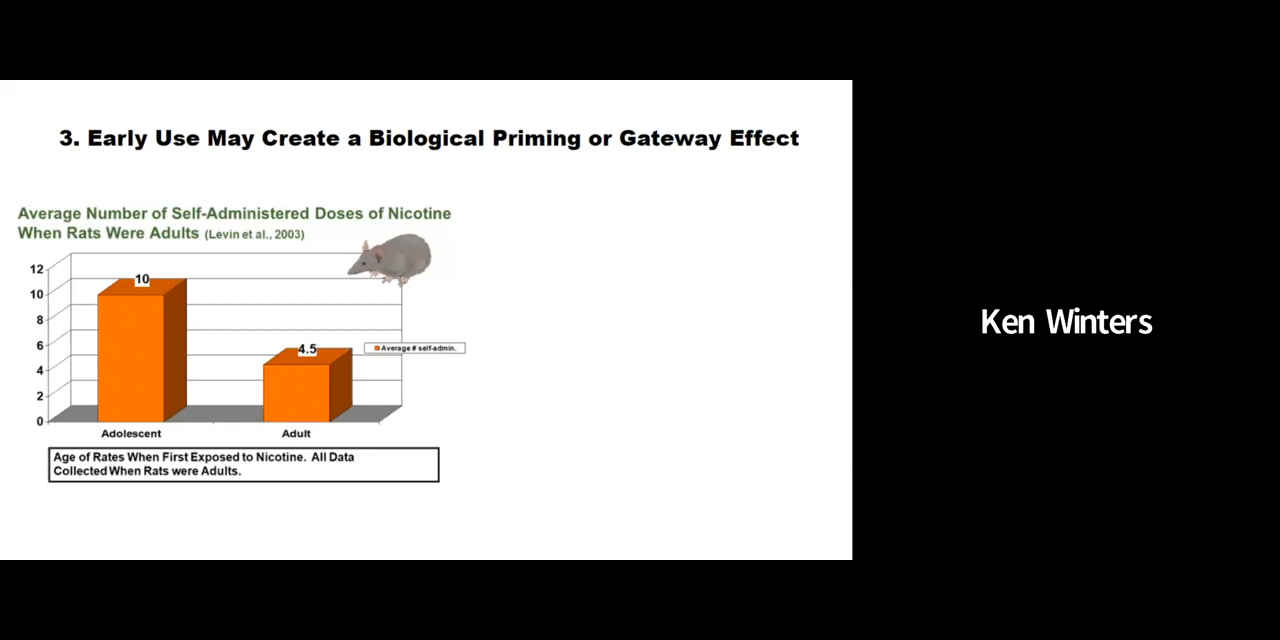 3. Early Use May Create a Biological Priming or Gateway Effect
Average Number of Self-Administered Doses of Nicotine
When Rats Were Adults (Levin et al., 2003)
12
10
8
6
4
2
0
10
4.5
Average # self-admin.
Adolescent
Adult
Age of Rates When First Exposed to Nicotine. All Data
Collected When Rats were Adults.
Ken Winters